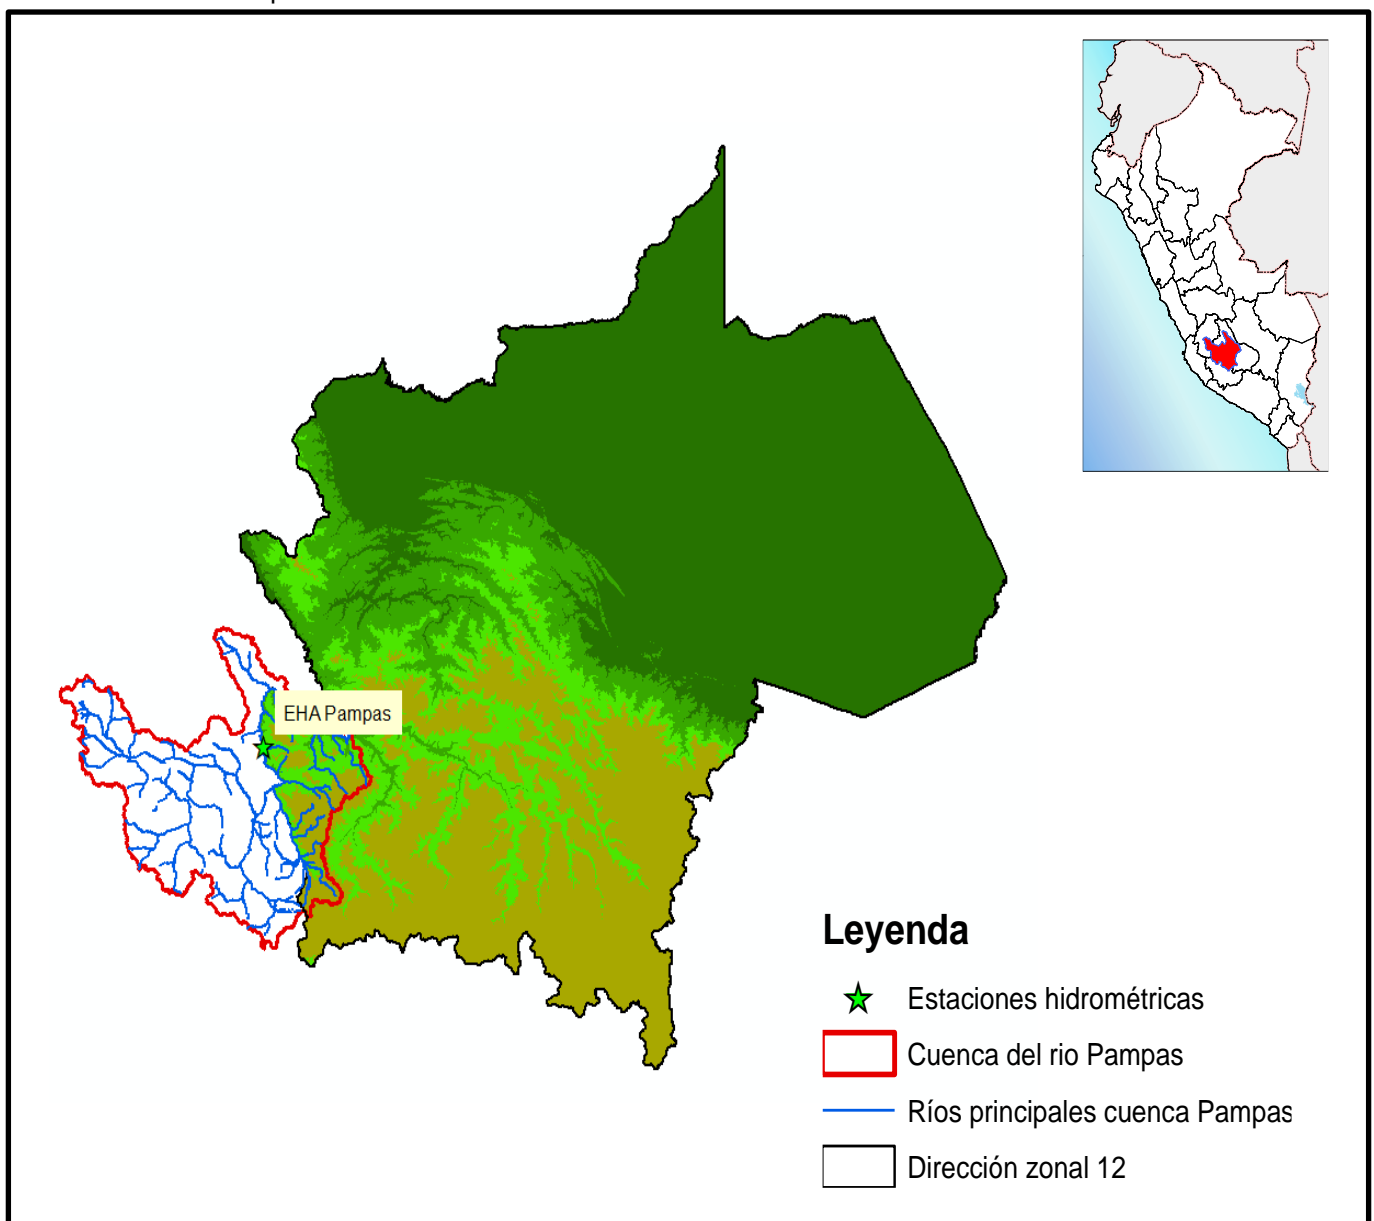 EHA Pampas
Leyenda
Estaciones hidrométricas
Cuenca del rio Pampas
Ríos principales cuenca Pampas
Dirección zonal 12